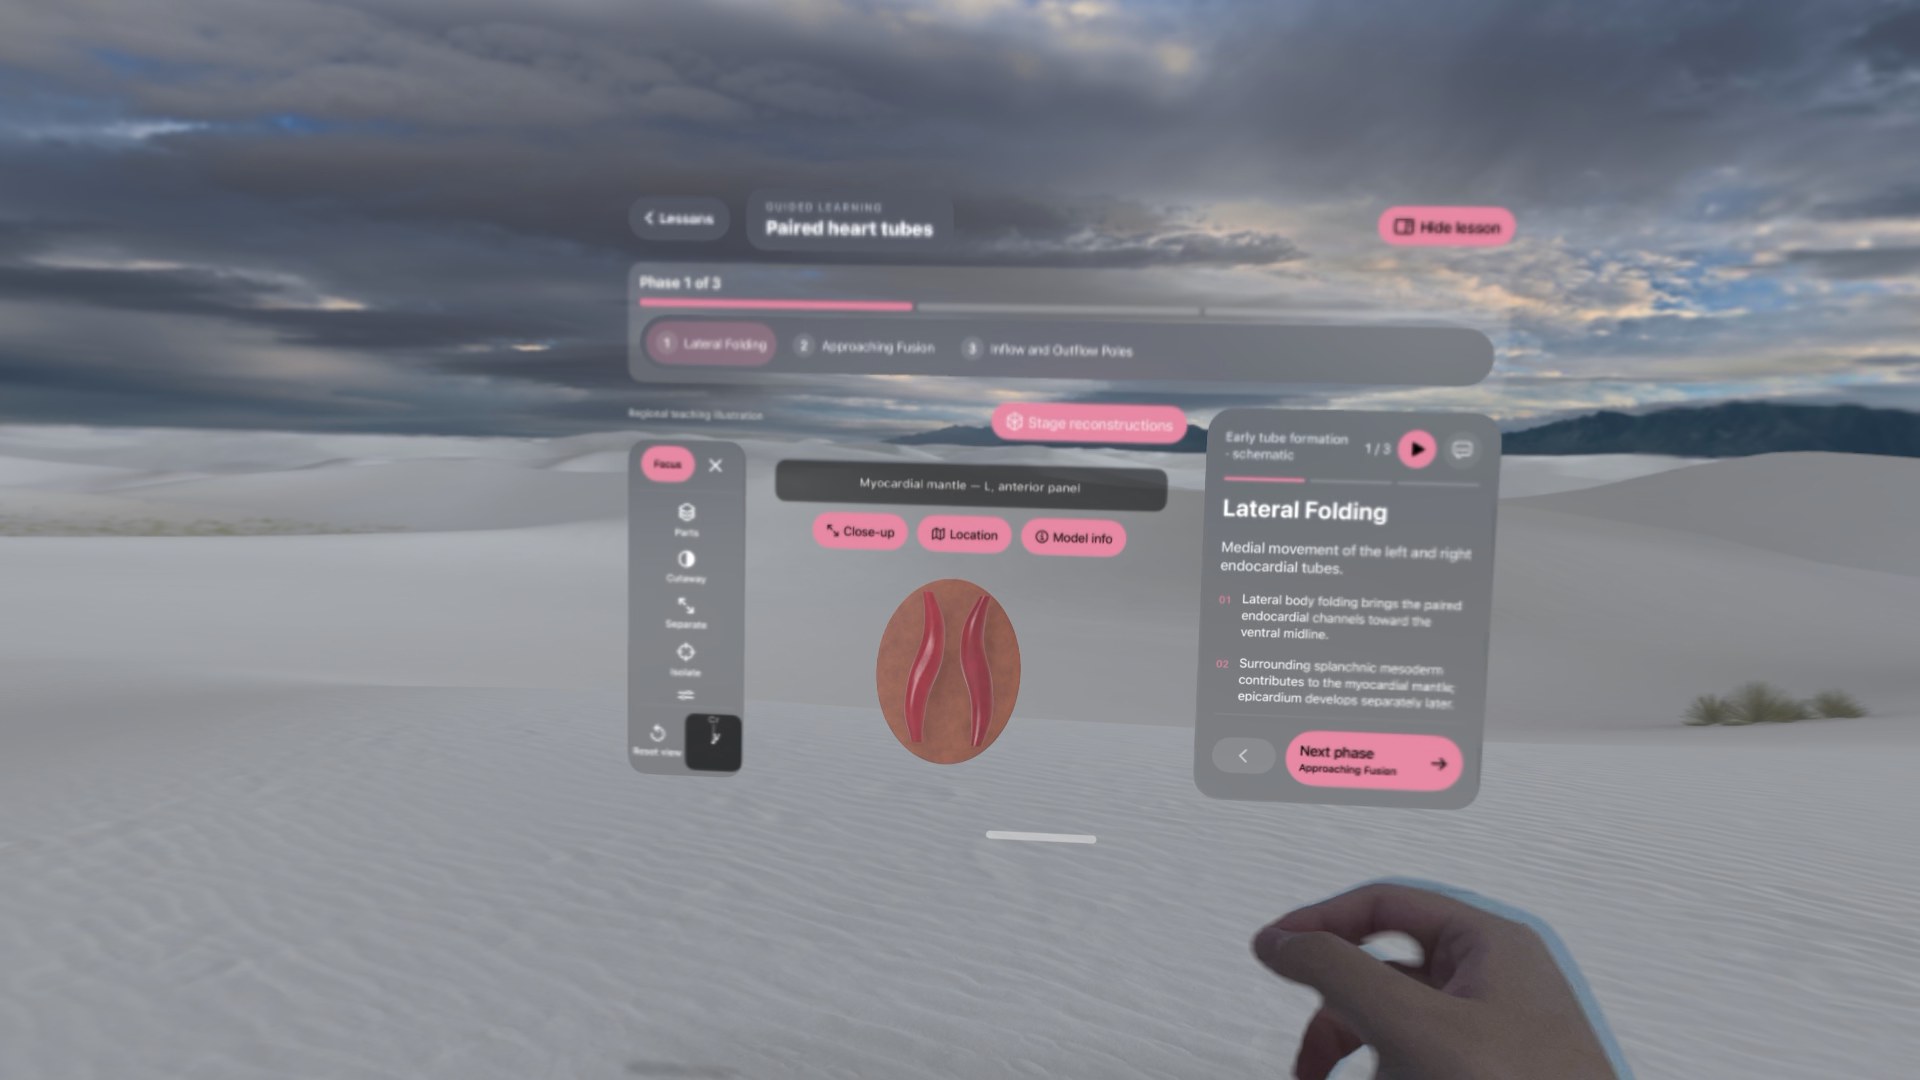 Lessons
GUIDED LEARNING
Paired heart tubes
Hide lesson
Phase 1 of 3
1 Lateral Folding
2 Approaching Fusion
3 Inflow and Outflow Poles
Regional teaching illustration
Stage reconstructions
Focus
Parts
Cutaway
Separate
Isolate
Reset view
Cr
Myocardial mantle — L, anterior panel
Close-up
Location
Model info
Early tube formation
· schematic
1 / 3
Lateral Folding
Medial movement of the left and right
endocardial tubes.
01 Lateral body folding brings the paired
endocardial channels toward the
ventral midline.
02 Surrounding splanchnic mesoderm
contributes to the myocardial mantle;
epicardium develops separately later.
Next phase
Approaching Fusion